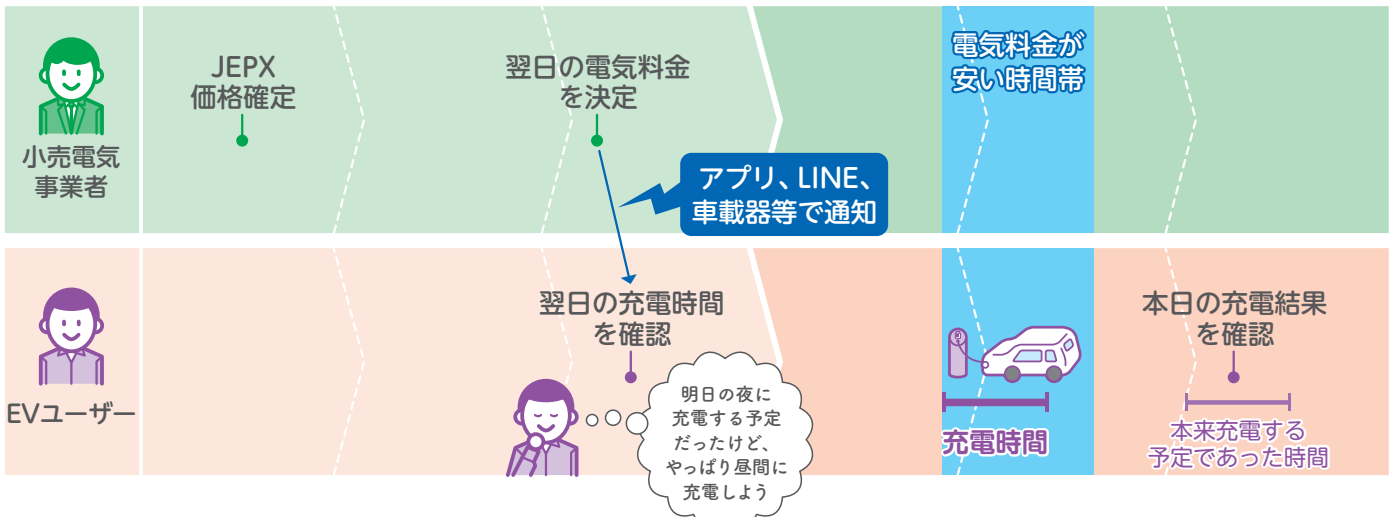 小売電気
事業者
JEPX
価格確定
翌日の電気料金
を決定
アプリ、LINE、
車載器等で通知
電気料金が
安い時間帯
EVユーザー
翌日の充電時間
を確認
明日の夜に
充電する予定
だったけど、
やっぱり昼間に
充電しよう
充電時間
本日の充電結果
を確認
本来充電する
予定であった時間